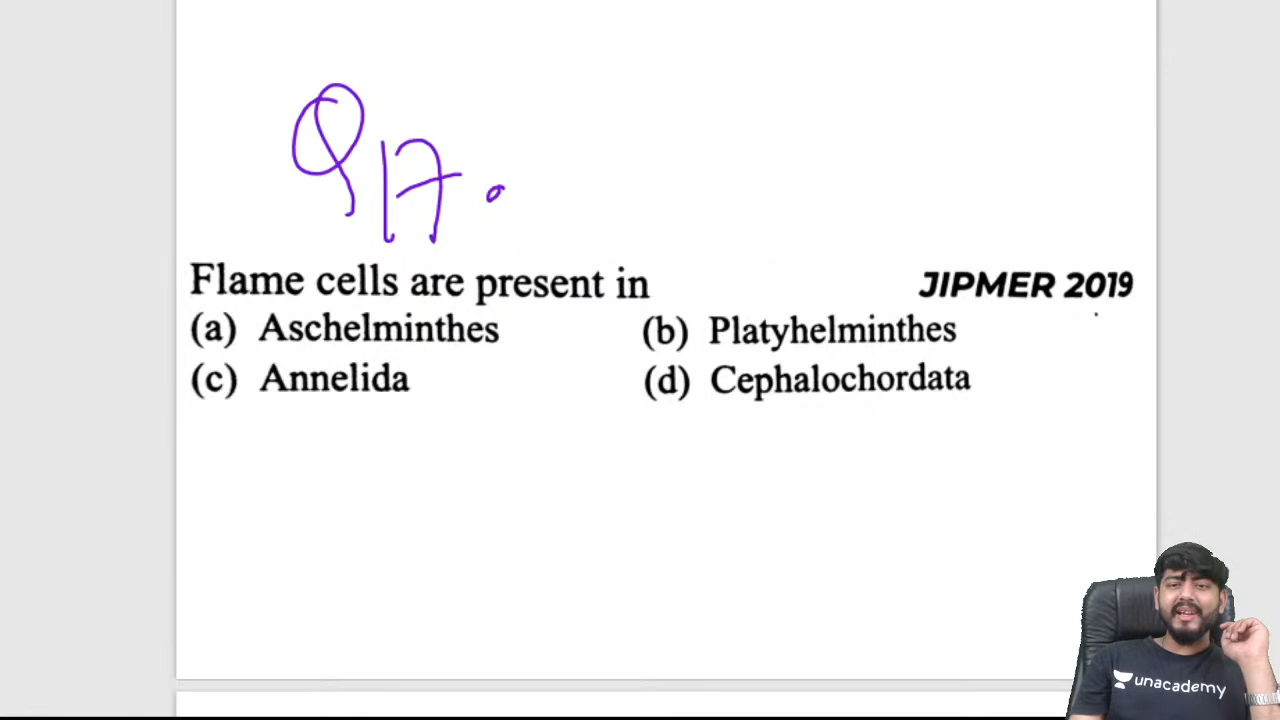 Q17.
Flame cells are present in
JIPMER 2019
(a) Aschelminthes
(b) Platyhelminthes
(c) Annelida
(d) Cephalochordata
unacademy